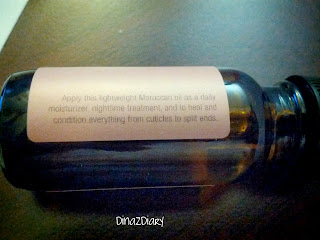 Apply this lightweight Moroccan oil as a daily
moisturizer, nighttime treatment, and to heal and
condition everything from cuticles to split ends.
DinazDiary